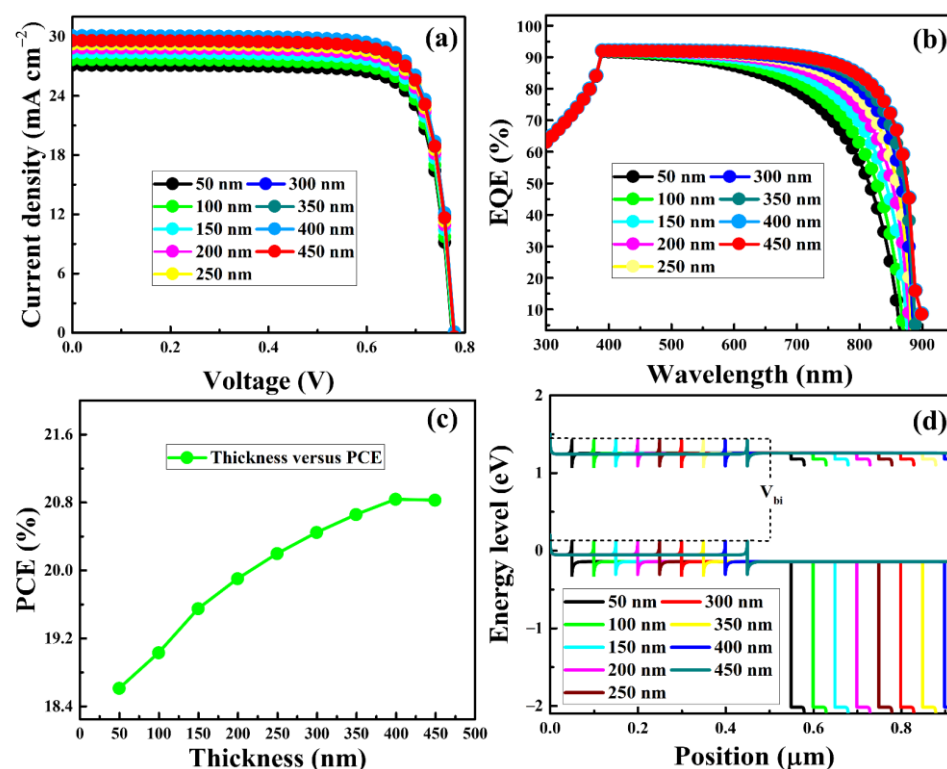 (a)
Current density (mA cm⁻²)
30
24
18
12
6
0
50 nm 300 nm
100 nm 350 nm
150 nm 400 nm
200 nm 450 nm
250 nm
0.0 0.2 0.4 0.6 0.8
Voltage (V)
(b)
EQE (%)
100
90
80
70
60
50
40
30
20
10
50 nm 300 nm
100 nm 350 nm
150 nm 400 nm
200 nm 450 nm
250 nm
300 400 500 600 700 800 900
Wavelength (nm)
(c)
PCE (%)
21.6
20.8
20.0
19.2
18.4
Thickness versus PCE
0 50 100 150 200 250 300 350 400 450 500
Thickness (nm)
(d)
Energy level (eV)
2
1
0
−1
−2
V_bi
50 nm 300 nm
100 nm 350 nm
150 nm 400 nm
200 nm 450 nm
250 nm
0.0 0.2 0.4 0.6 0.8
Position (μm)